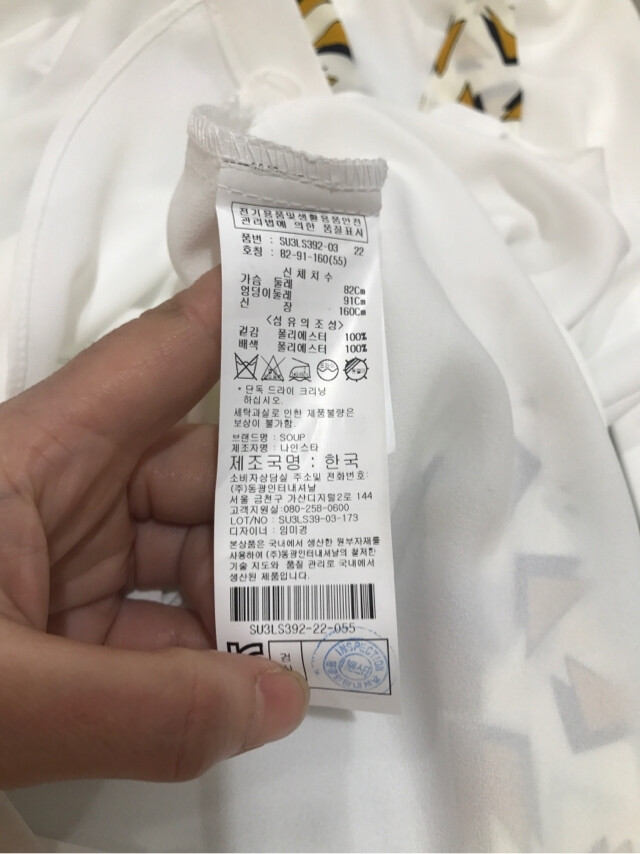 전기용품및생활용품안전
관리법에 의한 품질표시
품번 : SU3LS392-03 22
호칭 : 82-91-160(55)
신체치수
가슴 둘레 82Cm
엉덩이둘레 91Cm
신 장 160Cm
<섬유의조성>
겉감 폴리에스터 100%
배색 폴리에스터 100%
* 단독 드라이 크리닝
하십시오.
세탁과실로 인한 제품불량은
보상이 불가함.
브랜드명 : SOUP
제조자명 : 나인스타
제조국명 : 한국
소비자상담실 주소및 전화번호:
(주)동광인터내셔날
서울 금천구 가산디지털2로 144
고객지원실:080-258-0600
LOT/NO : SU3LS39-03-173
디자이너 : 임미경
본상품은 국내에서 생산한 원부자재를
사용하여 (주)동광인터내셔날의 철저한
기술 지도와 품질 관리로 국내에서
생산된 제품입니다.
SU3LS392-22-055
검
INSPECTION